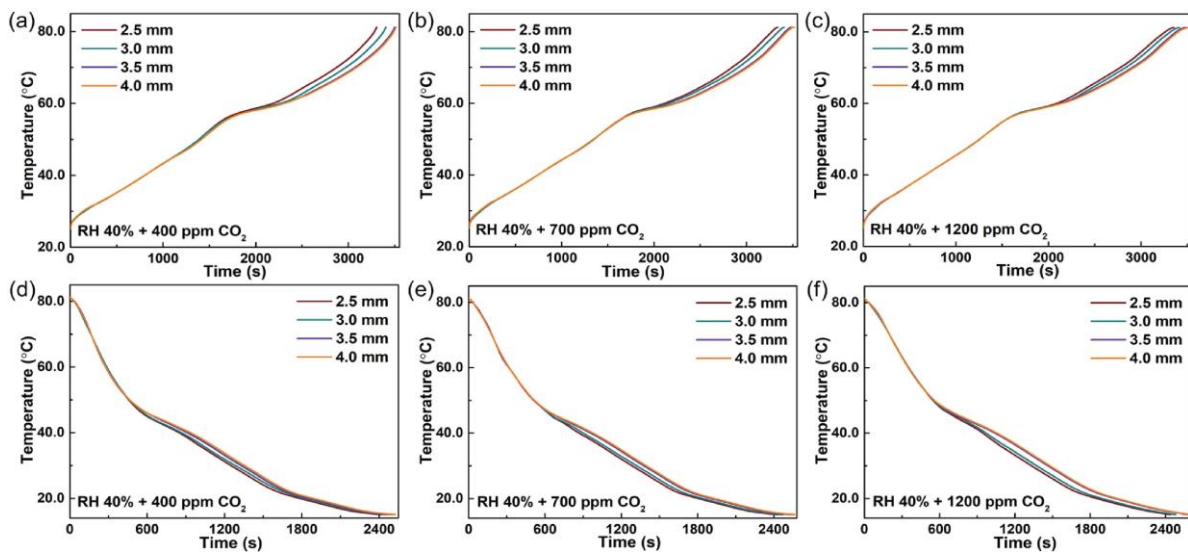 (a)
80.0
60.0
40.0
20.0
Temperature (°C)
2.5 mm
3.0 mm
3.5 mm
4.0 mm
RH 40% + 400 ppm CO₂
0 1000 2000 3000
Time (s)
(b)
80.0
60.0
40.0
20.0
Temperature (°C)
2.5 mm
3.0 mm
3.5 mm
4.0 mm
RH 40% + 700 ppm CO₂
0 1000 2000 3000
Time (s)
(c)
80.0
60.0
40.0
20.0
Temperature (°C)
2.5 mm
3.0 mm
3.5 mm
4.0 mm
RH 40% + 1200 ppm CO₂
0 1000 2000 3000
Time (s)
(d)
80.0
60.0
40.0
20.0
Temperature (°C)
2.5 mm
3.0 mm
3.5 mm
4.0 mm
RH 40% + 400 ppm CO₂
0 600 1200 1800 2400
Time (s)
(e)
80.0
60.0
40.0
20.0
Temperature (°C)
2.5 mm
3.0 mm
3.5 mm
4.0 mm
RH 40% + 700 ppm CO₂
0 600 1200 1800 2400
Time (s)
(f)
80.0
60.0
40.0
20.0
Temperature (°C)
2.5 mm
3.0 mm
3.5 mm
4.0 mm
RH 40% + 1200 ppm CO₂
0 600 1200 1800 2400
Time (s)